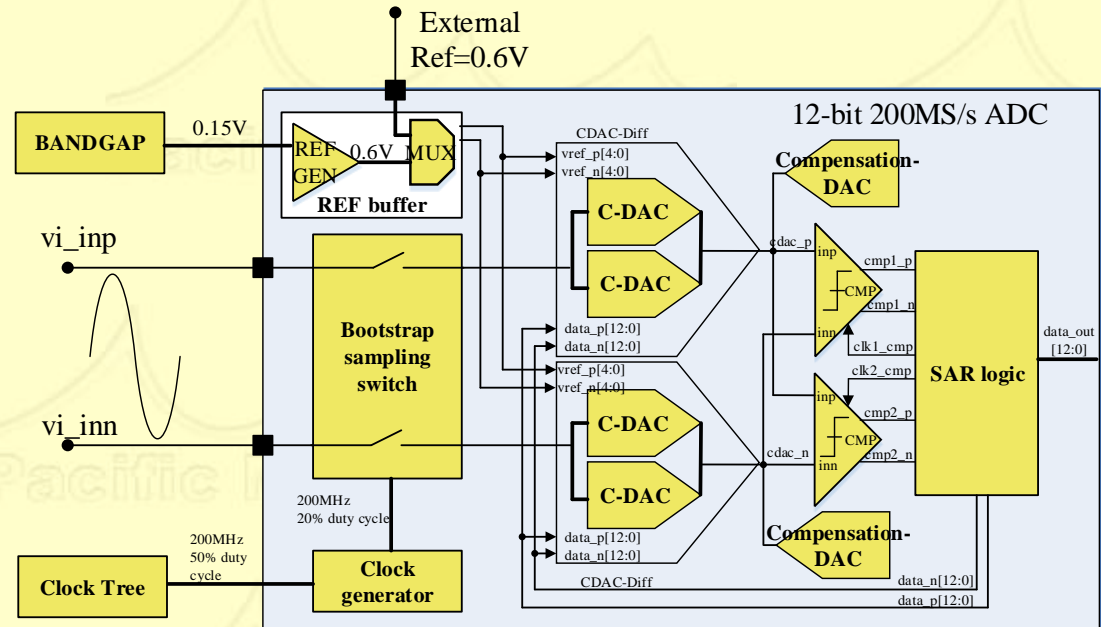 External
Ref=0.6V
12-bit 200MS/s ADC
BANDGAP
0.15V
REF
GEN
0.6V
MUX
REF buffer
CDAC-Diff
vref_p[4:0]
vref_n[4:0]
C-DAC
C-DAC
data_p[12:0]
data_n[12:0]
Compensation-
DAC
vi_inp
vi_inn
Bootstrap
sampling
switch
cdac_p
inp
inn
CMP
cmp1_p
cmp1_n
clk1_cmp
clk2_cmp
cmp2_p
cmp2_n
SAR logic
data_out
[12:0]
vref_p[4:0]
vref_n[4:0]
C-DAC
C-DAC
cdac_n
inp
inn
CMP
data_p[12:0]
data_n[12:0]
CDAC-Diff
Compensation-
DAC
data_n[12:0]
data_p[12:0]
200MHz
20% duty
cycle
200MHz
50% duty
cycle
Clock Tree
Clock
generator
Pacific